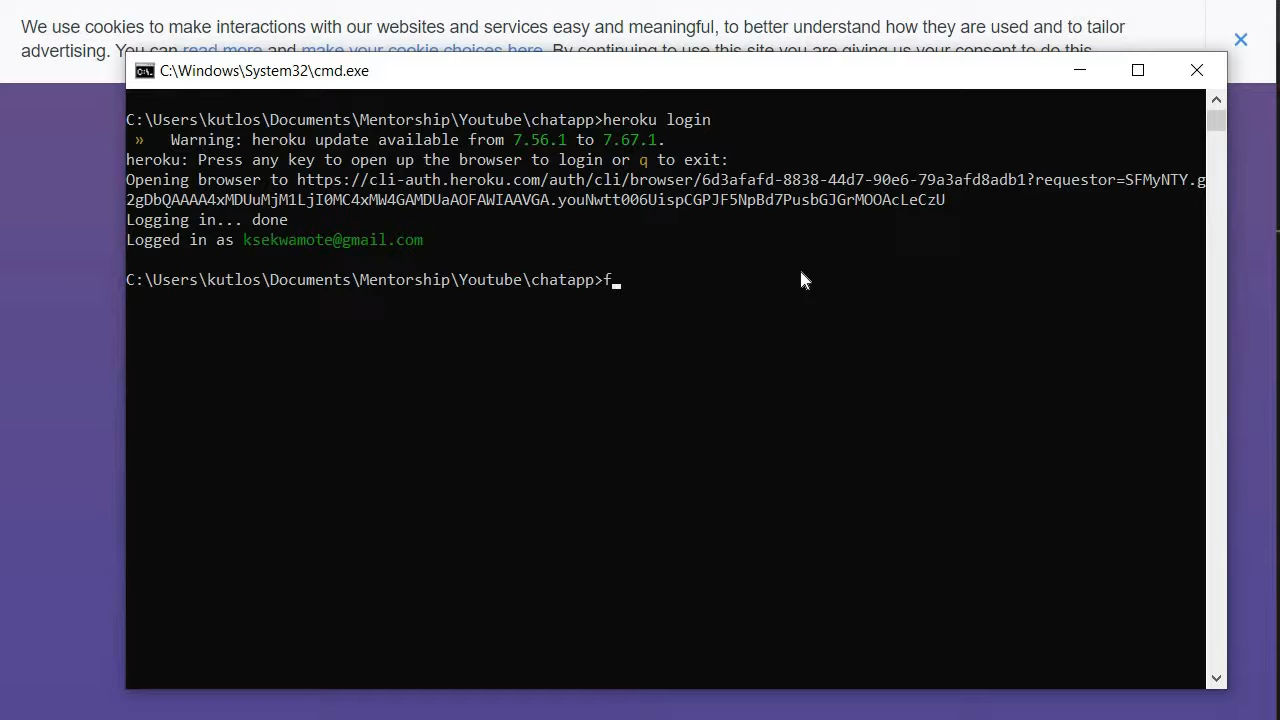 We use cookies to make interactions with our websites and services easy and meaningful, to better understand how they are used and to tailor
advertising. You can read more and make your cookie choices here. By continuing to use this site you are giving us your consent to do this.
C:\Windows\System32\cmd.exe
C:\Users\kutlos\Documents\Mentorship\Youtube\chatapp>heroku login
» Warning: heroku update available from 7.56.1 to 7.67.1.
heroku: Press any key to open up the browser to login or q to exit:
Opening browser to https://cli-auth.heroku.com/auth/cli/browser/6d3afafd-8838-44d7-90e6-79a3afd8adb1?requestor=SFMyNTY.g
2gDbQAAAA4xMDUuMjM1LjI0MC4xMW4GAMDUaAOFAWIAAVGA.youNwtt006UispCGPJF5NpBd7PusbGJGrMOOAcLeCzU
Logging in... done
Logged in as ksekwamote@gmail.com
C:\Users\kutlos\Documents\Mentorship\Youtube\chatapp>f_